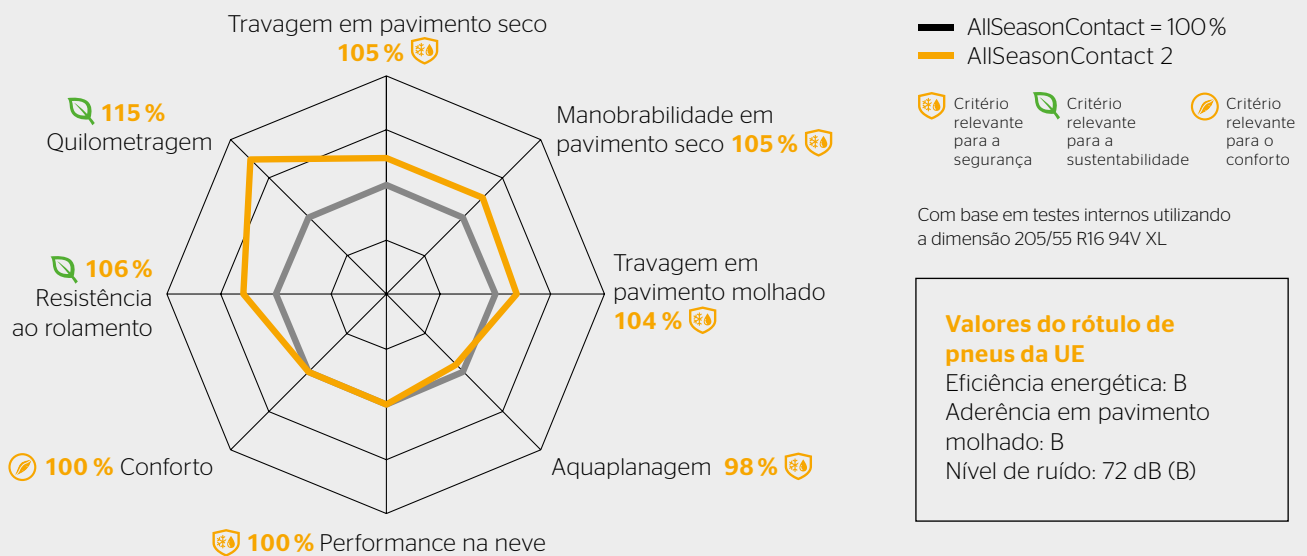 Travagem em pavimento seco
105 %
Manobrabilidade em
pavimento seco 105 %
Travagem em
pavimento molhado
104 %
Aquaplanagem 98 %
100 % Performance na neve
100 % Conforto
106 %
Resistência
ao rolamento
115 %
Quilometragem
AllSeasonContact = 100 %
AllSeasonContact 2
Critério
relevante
para a
segurança
Critério
relevante
para a
sustentabilidade
Critério
relevante
para o
conforto
Com base em testes internos utilizando
a dimensão 205/55 R16 94V XL
Valores do rótulo de
pneus da UE
Eficiência energética: B
Aderência em pavimento
molhado: B
Nível de ruído: 72 dB (B)